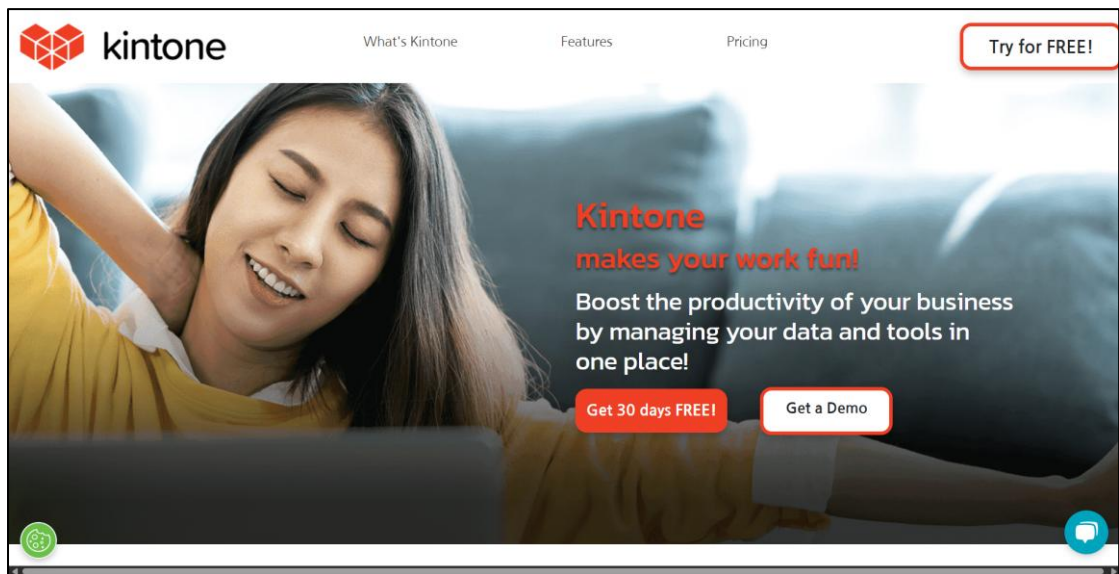 kintone
What's Kintone
Features
Pricing
Try for FREE!
Kintone
makes your work fun!
Boost the productivity of your business
by managing your data and tools in
one place!
Get 30 days FREE!
Get a Demo